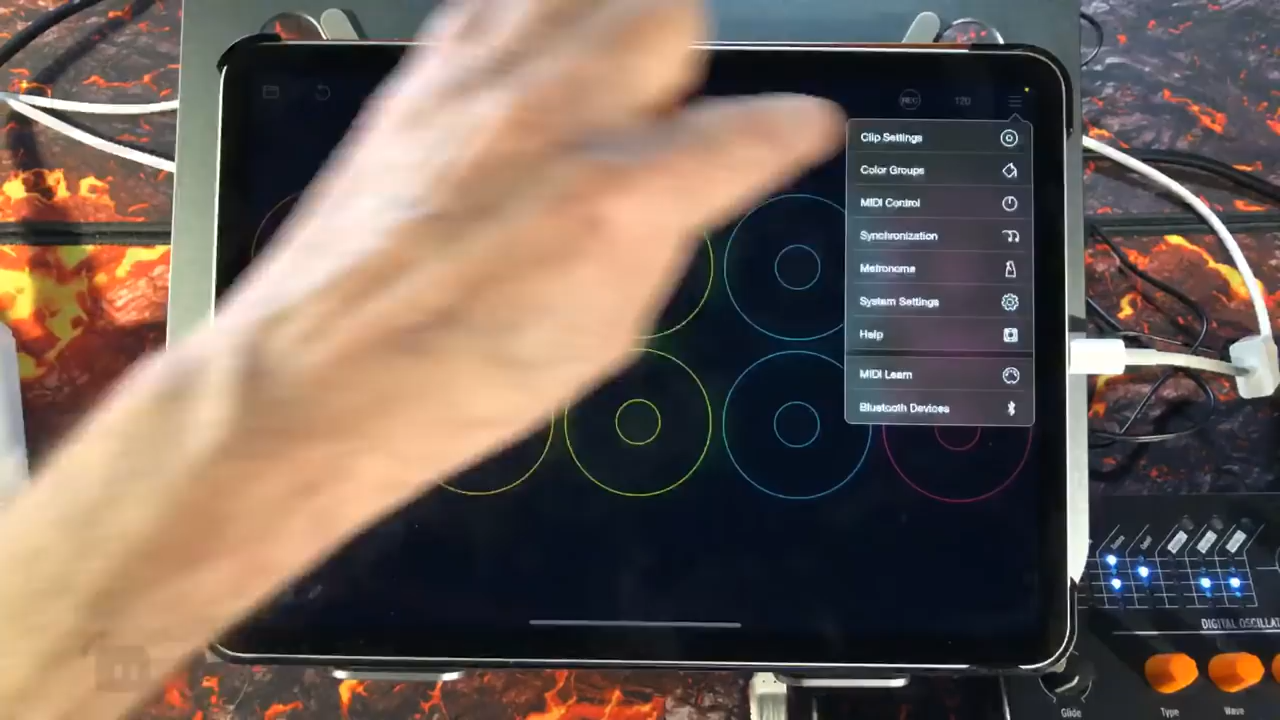 REC
120
Clip Settings
Color Groups
MIDI Control
Synchronization
Metronome
System Settings
Help
MIDI Learn
Bluetooth Devices
DIGITAL OSCILLAT
Glide
Type
Wave